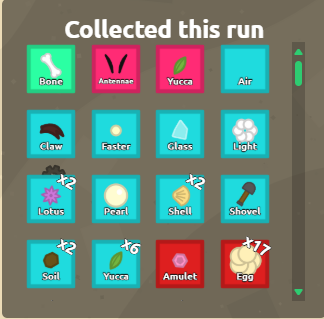 Collected this run
Bone Antennae Yucca Air
Claw Faster Glass Light
x2 x2
Lotus Pearl Shell Shovel
x2 x6 x17
Soil Yucca Amulet Egg